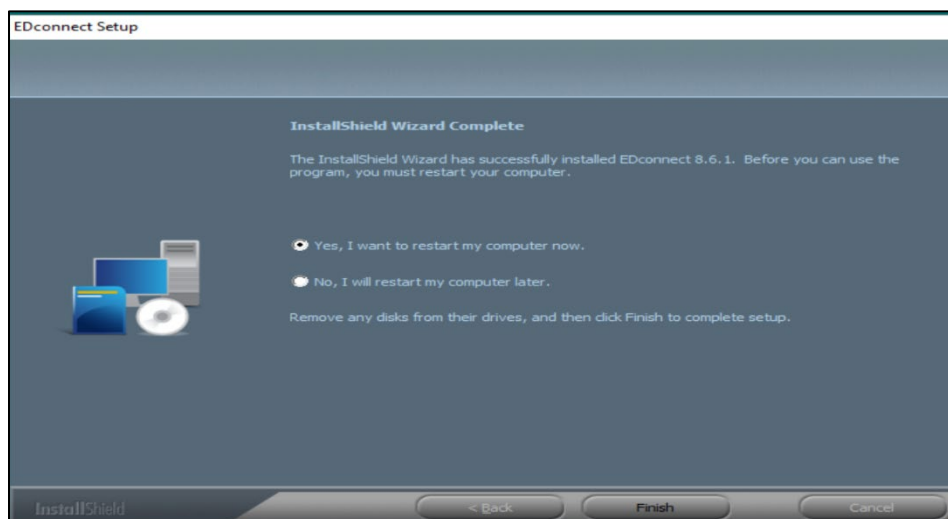 EDconnect Setup
InstallShield Wizard Complete
The InstallShield Wizard has successfully installed EDconnect 8.6.1. Before you can use the
program, you must restart your computer.
Yes, I want to restart my computer now.
No, I will restart my computer later.
Remove any disks from their drives, and then click Finish to complete setup.
InstallShield
< Back
Finish
Cancel